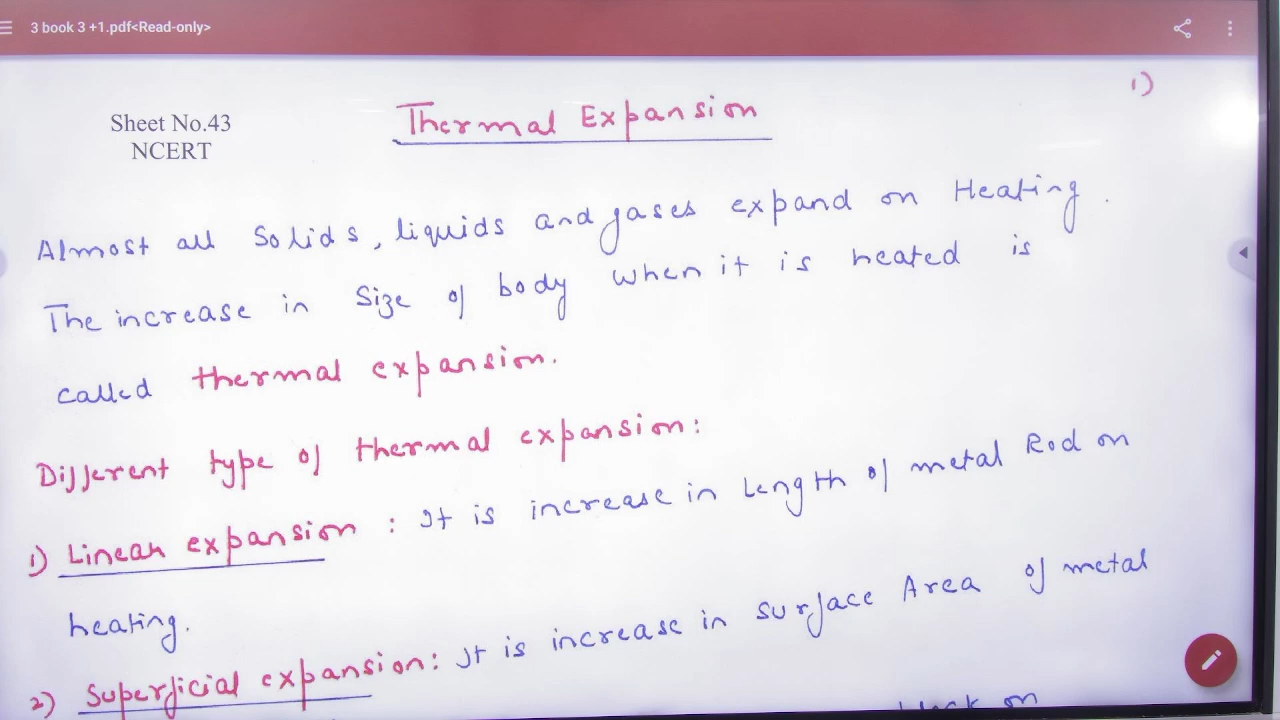 3 book 3 +1.pdf<Read-only>
1)
Sheet No.43
NCERT
Thermal Expansion
Almost all Solids, liquids and gases expand on Heating.
The increase in Size of body when it is heated is
called thermal expansion.
Different type of thermal expansion:
1) Linear expansion : It is increase in Length of metal Rod on
heating.
2) Superficial expansion: It is increase in surface Area of metal
on